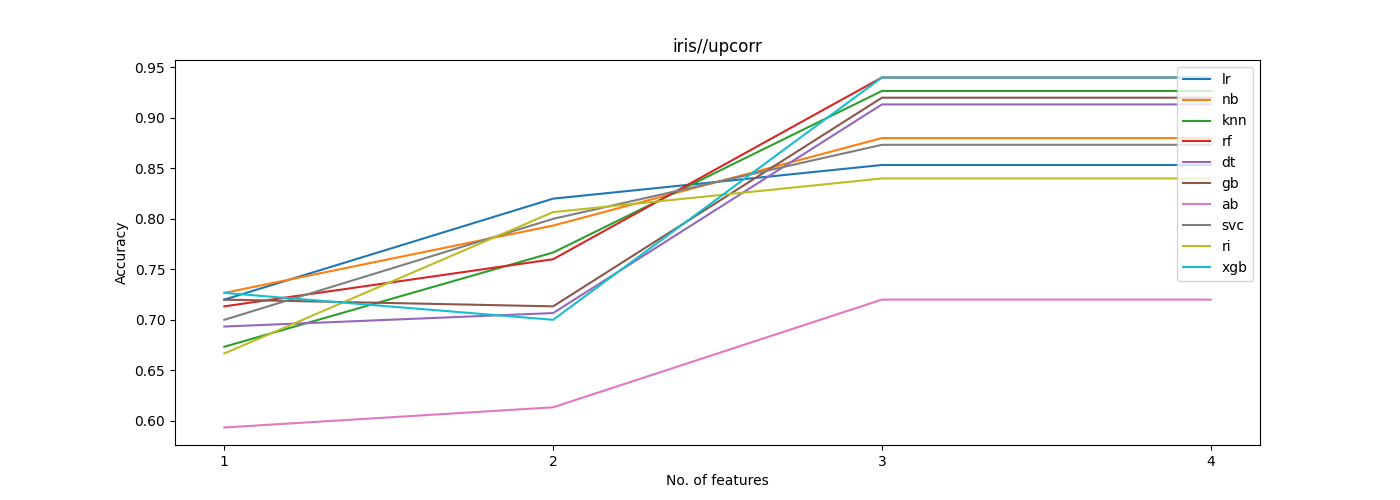 iris//upcorr
0.95
0.90
0.85
0.80
0.75
0.70
0.65
0.60
Accuracy
1 2 3 4
No. of features
lr
nb
knn
rf
dt
gb
ab
svc
ri
xgb